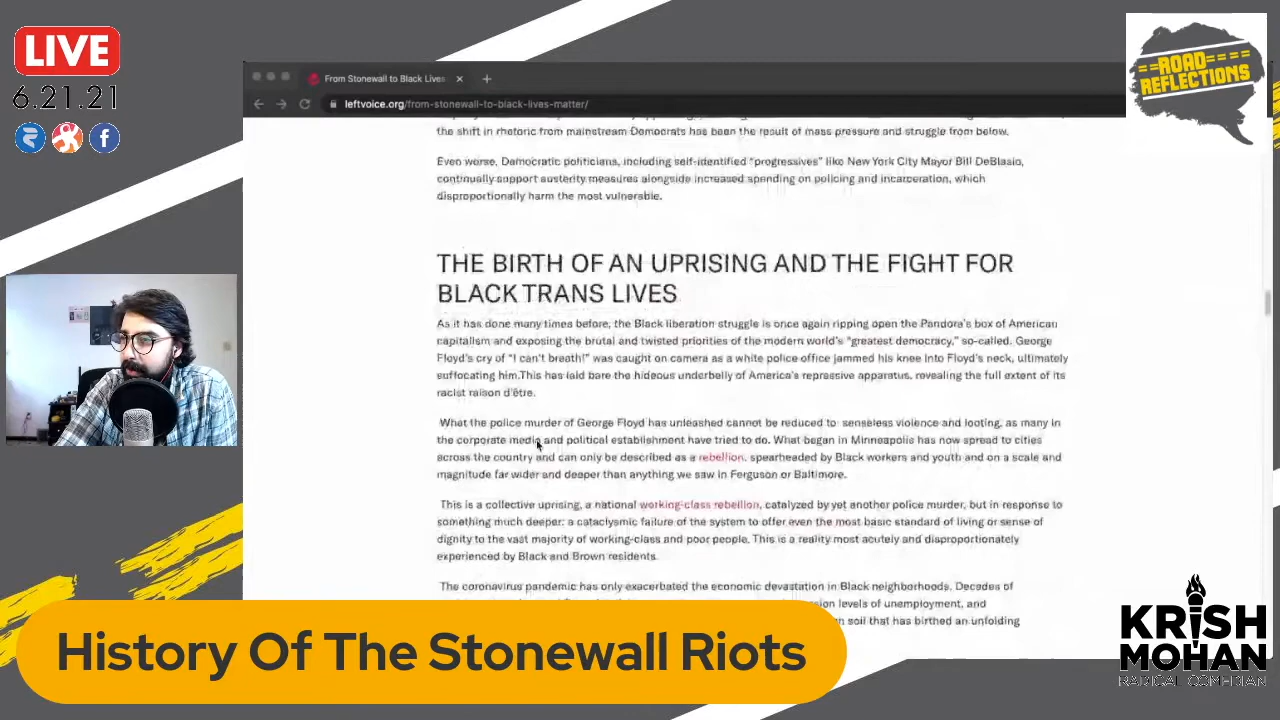 LIVE
6.21.21
==ROAD====
REFLECTIONS
From Stonewall to Black Lives
leftvoice.org/from-stonewall-to-black-lives-matter/
the shift in rhetoric from mainstream Democrats has been the result of mass pressure and struggle from below.
Even worse, Democratic politicians, including self-identified “progressives” like New York City Mayor Bill DeBlasio,
continually support austerity measures alongside increased spending on policing and incarceration, which
disproportionally harm the most vulnerable.
THE BIRTH OF AN UPRISING AND THE FIGHT FOR
BLACK TRANS LIVES
As it has done many times before, the Black liberation struggle is once again ripping open the Pandora’s box of American
capitalism and exposing the brutal and twisted priorities of the modern world’s “greatest democracy,” so-called. George
Floyd’s cry of “I can’t breath!” was caught on camera as a white police office jammed his knee into Floyd’s neck, ultimately
suffocating him.This has laid bare the hideous underbelly of America’s repressive apparatus, revealing the full extent of its
racist raison d’être.
What the police murder of George Floyd has unleashed cannot be reduced to senseless violence and looting, as many in
the corporate media and political establishment have tried to do. What began in Minneapolis has now spread to cities
across the country and can only be described as a rebellion, spearheaded by Black workers and youth and on a scale and
magnitude far wider and deeper than anything we saw in Ferguson or Baltimore.
This is a collective uprising, a national working-class rebellion, catalyzed by yet another police murder, but in response to
something much deeper: a cataclysmic failure of the system to offer even the most basic standard of living or sense of
dignity to the vast majority of working-class and poor people. This is a reality most acutely and disproportionately
experienced by Black and Brown residents.
The coronavirus pandemic has only exacerbated the economic devastation in Black neighborhoods. Decades of
levels of unemployment, and
soil that has birthed an unfolding
History Of The Stonewall Riots
KRISH
MOHAN
RADICAL COMEDIAN